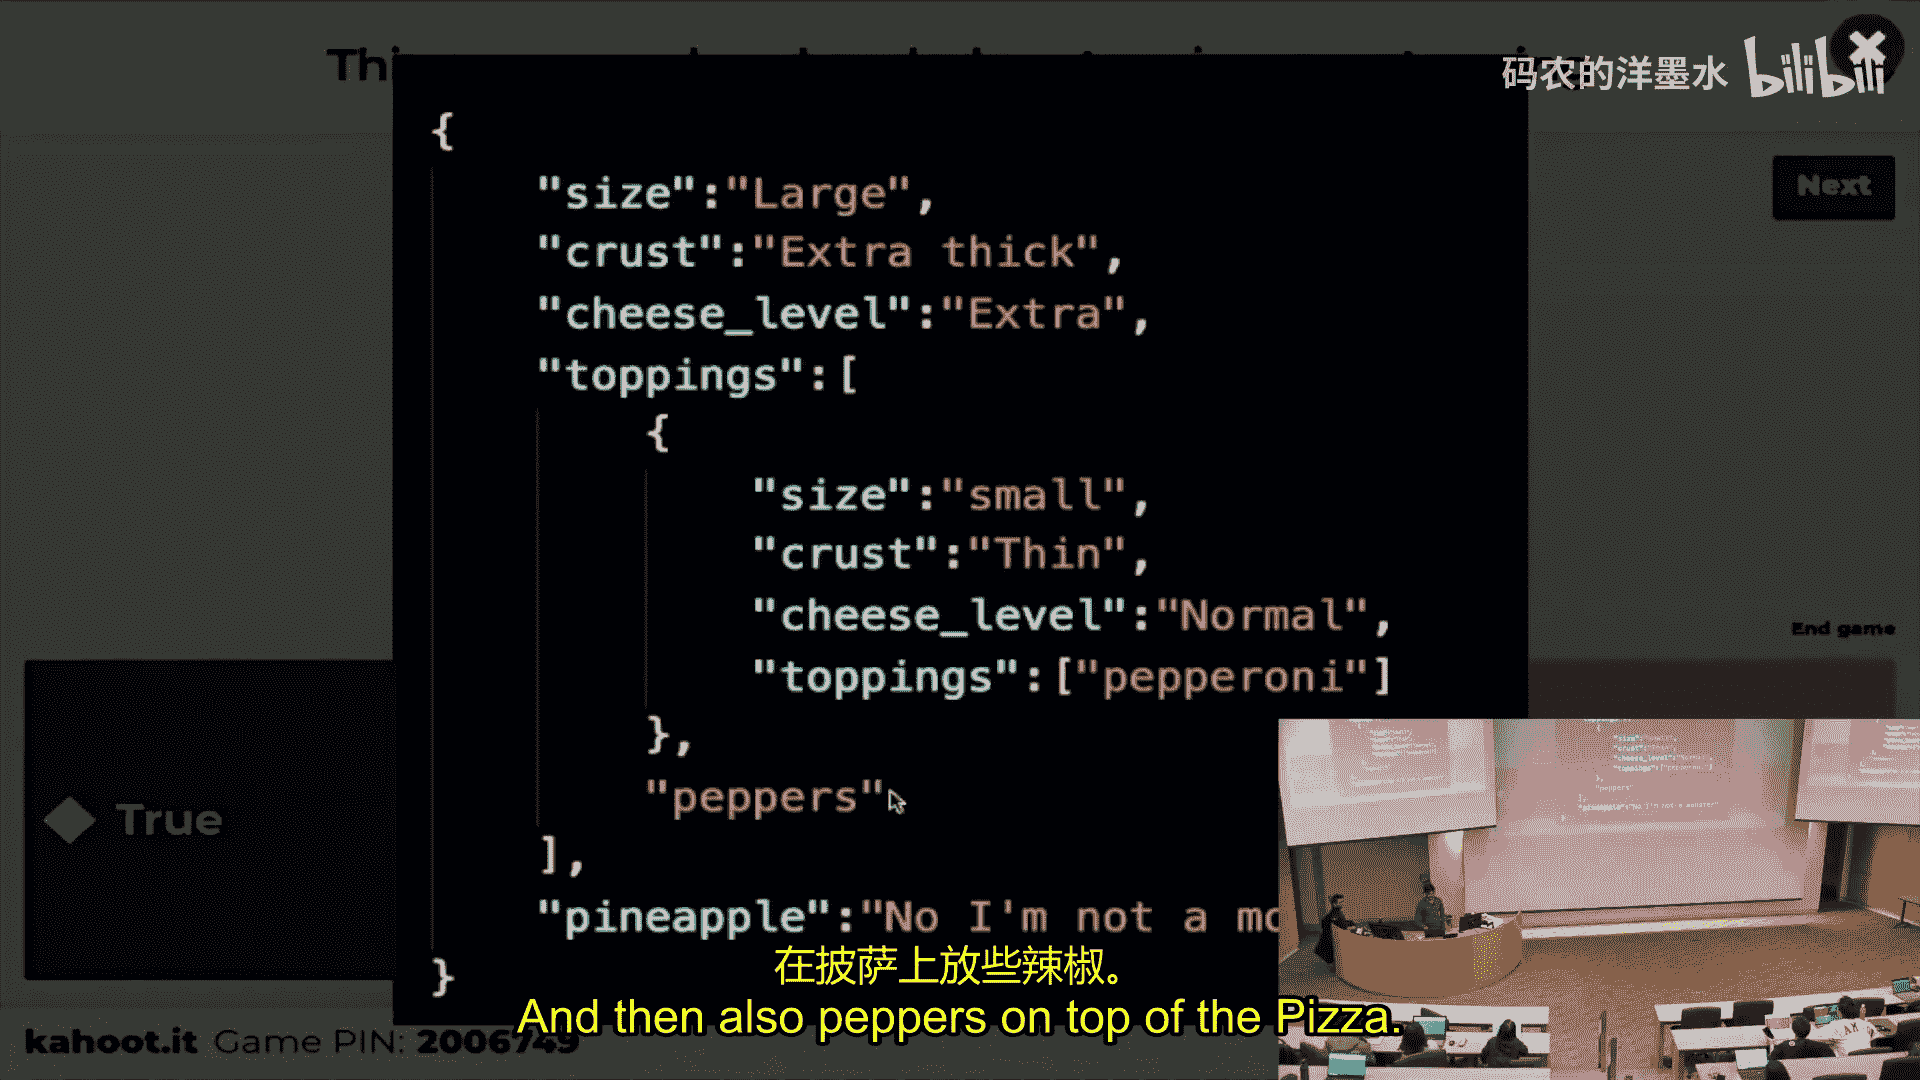 Thi
码农的洋墨水 bilibili
Next
{
"size":"Large",
"crust":"Extra thick",
"cheese_level":"Extra",
"toppings":[
{
"size":"small",
"crust":"Thin",
"cheese_level":"Normal",
"toppings":["pepperoni"]
},
"peppers"
],
"pineapple":"No I'm not a mo
}
End game
True
在披萨上放些辣椒。
And then also peppers on top of the Pizza.
kahoot.it Game PIN: 2006749